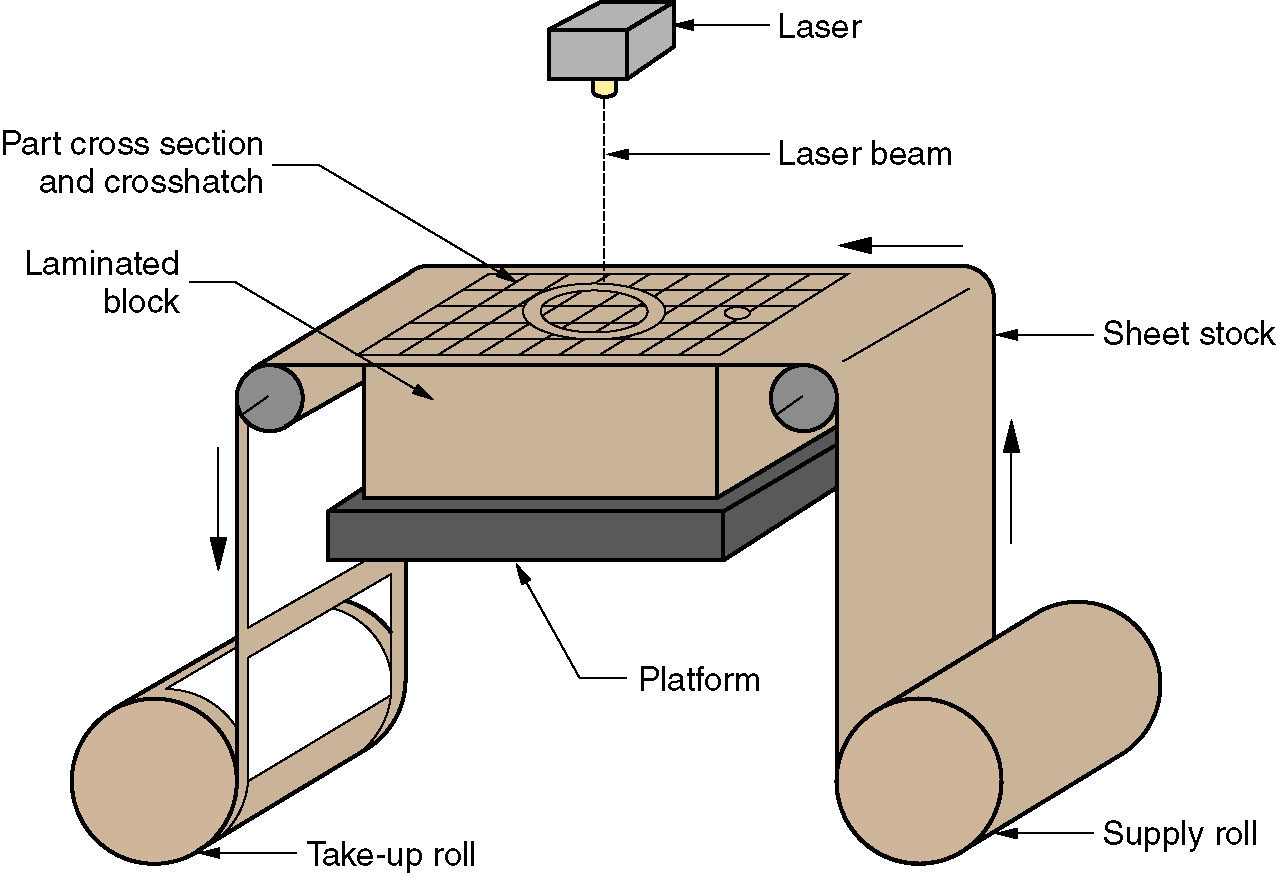 Laser
Part cross section
and crosshatch
Laser beam
Laminated
block
Sheet stock
Platform
Take-up roll
Supply roll